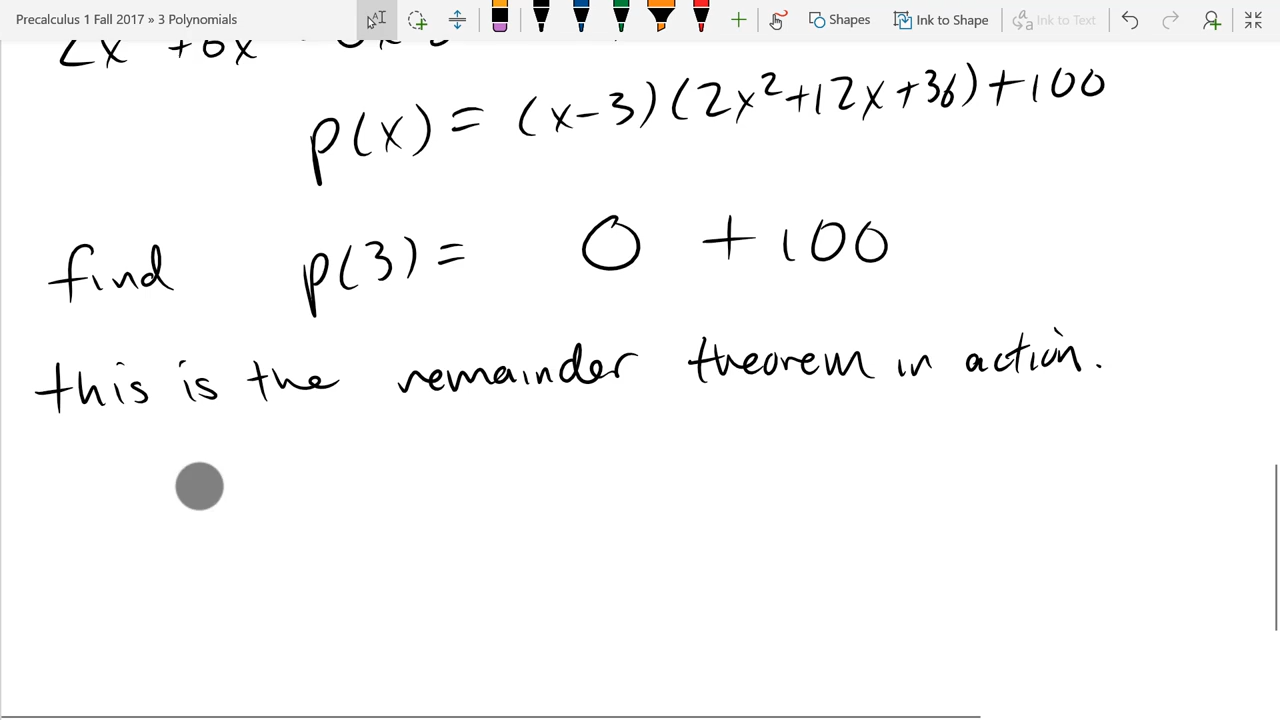 Precalculus 1 Fall 2017 » 3 Polynomials
Shapes Ink to Shape Ink to Text
p(x) = (x-3)(2x²+12x+36)+100
find p(3) = 0 + 100
this is the remainder theorem in action.